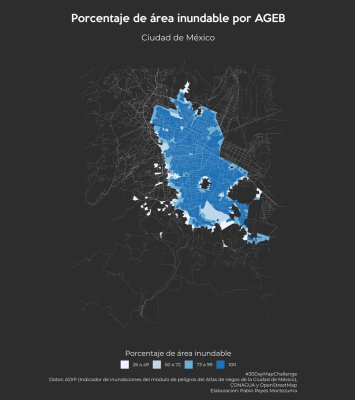 Porcentaje de área inundable por AGEB
Ciudad de México
Porcentaje de área inundable
26 a 49 50 a 72 73 a 99 100
#30DayMapChallenge
Datos: ADIP (Indicador de inundaciones del módulo de peligros del Atlas de riegos de la Ciudad de México),
CONAGUA y OpenStreetMap
Elaboración: Pablo Reyes Moctezuma